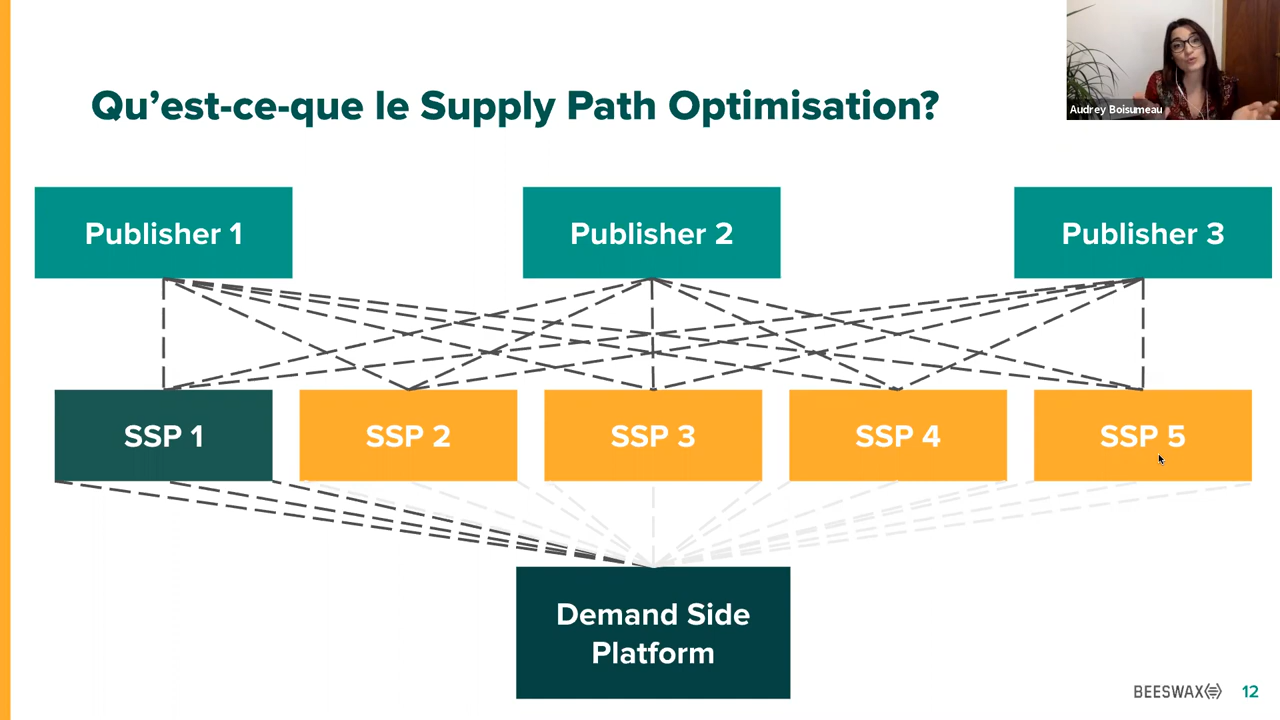 Audrey Boisumeau
Qu'est-ce-que le Supply Path Optimisation?
Publisher 1
Publisher 2
Publisher 3
SSP 1
SSP 2
SSP 3
SSP 4
SSP 5
Demand Side
Platform
BEESWAX
12